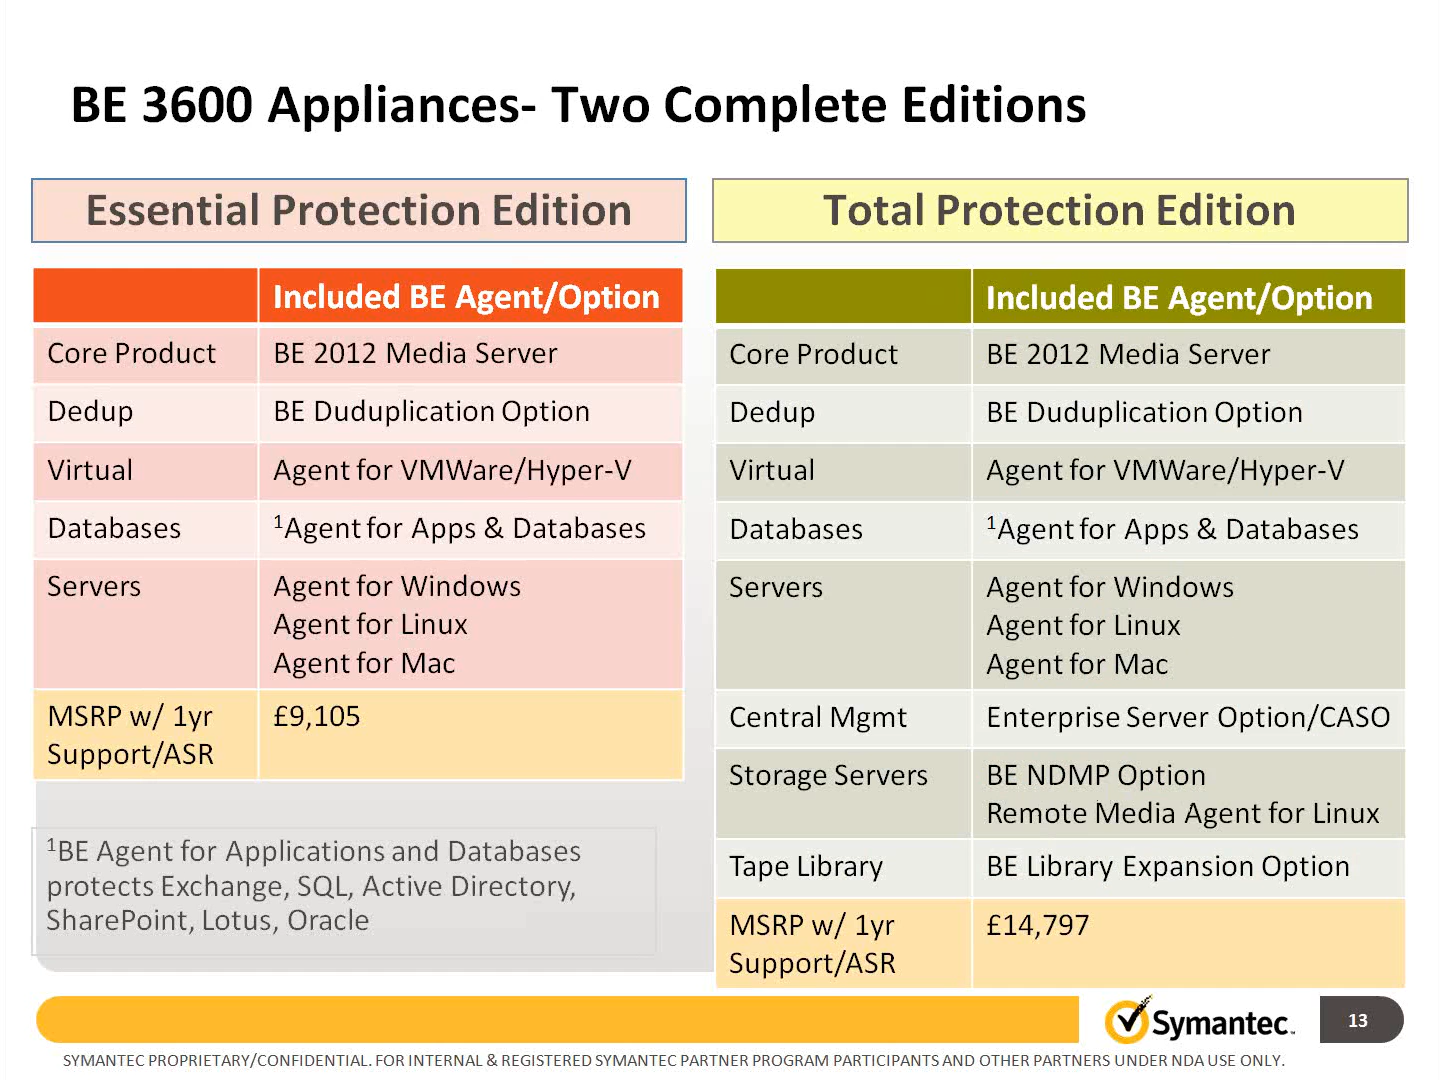 BE 3600 Appliances- Two Complete Editions
Essential Protection Edition
Included BE Agent/Option
Core Product BE 2012 Media Server
Dedup BE Duduplication Option
Virtual Agent for VMWare/Hyper-V
Databases ¹Agent for Apps & Databases
Servers Agent for Windows
Agent for Linux
Agent for Mac
MSRP w/ 1yr £9,105
Support/ASR
¹BE Agent for Applications and Databases
protects Exchange, SQL, Active Directory,
SharePoint, Lotus, Oracle
Total Protection Edition
Included BE Agent/Option
Core Product BE 2012 Media Server
Dedup BE Duduplication Option
Virtual Agent for VMWare/Hyper-V
Databases ¹Agent for Apps & Databases
Servers Agent for Windows
Agent for Linux
Agent for Mac
Central Mgmt Enterprise Server Option/CASO
Storage Servers BE NDMP Option
Remote Media Agent for Linux
Tape Library BE Library Expansion Option
MSRP w/ 1yr £14,797
Support/ASR
Symantec.
13
SYMANTEC PROPRIETARY/CONFIDENTIAL. FOR INTERNAL & REGISTERED SYMANTEC PARTNER PROGRAM PARTICIPANTS AND OTHER PARTNERS UNDER NDA USE ONLY.